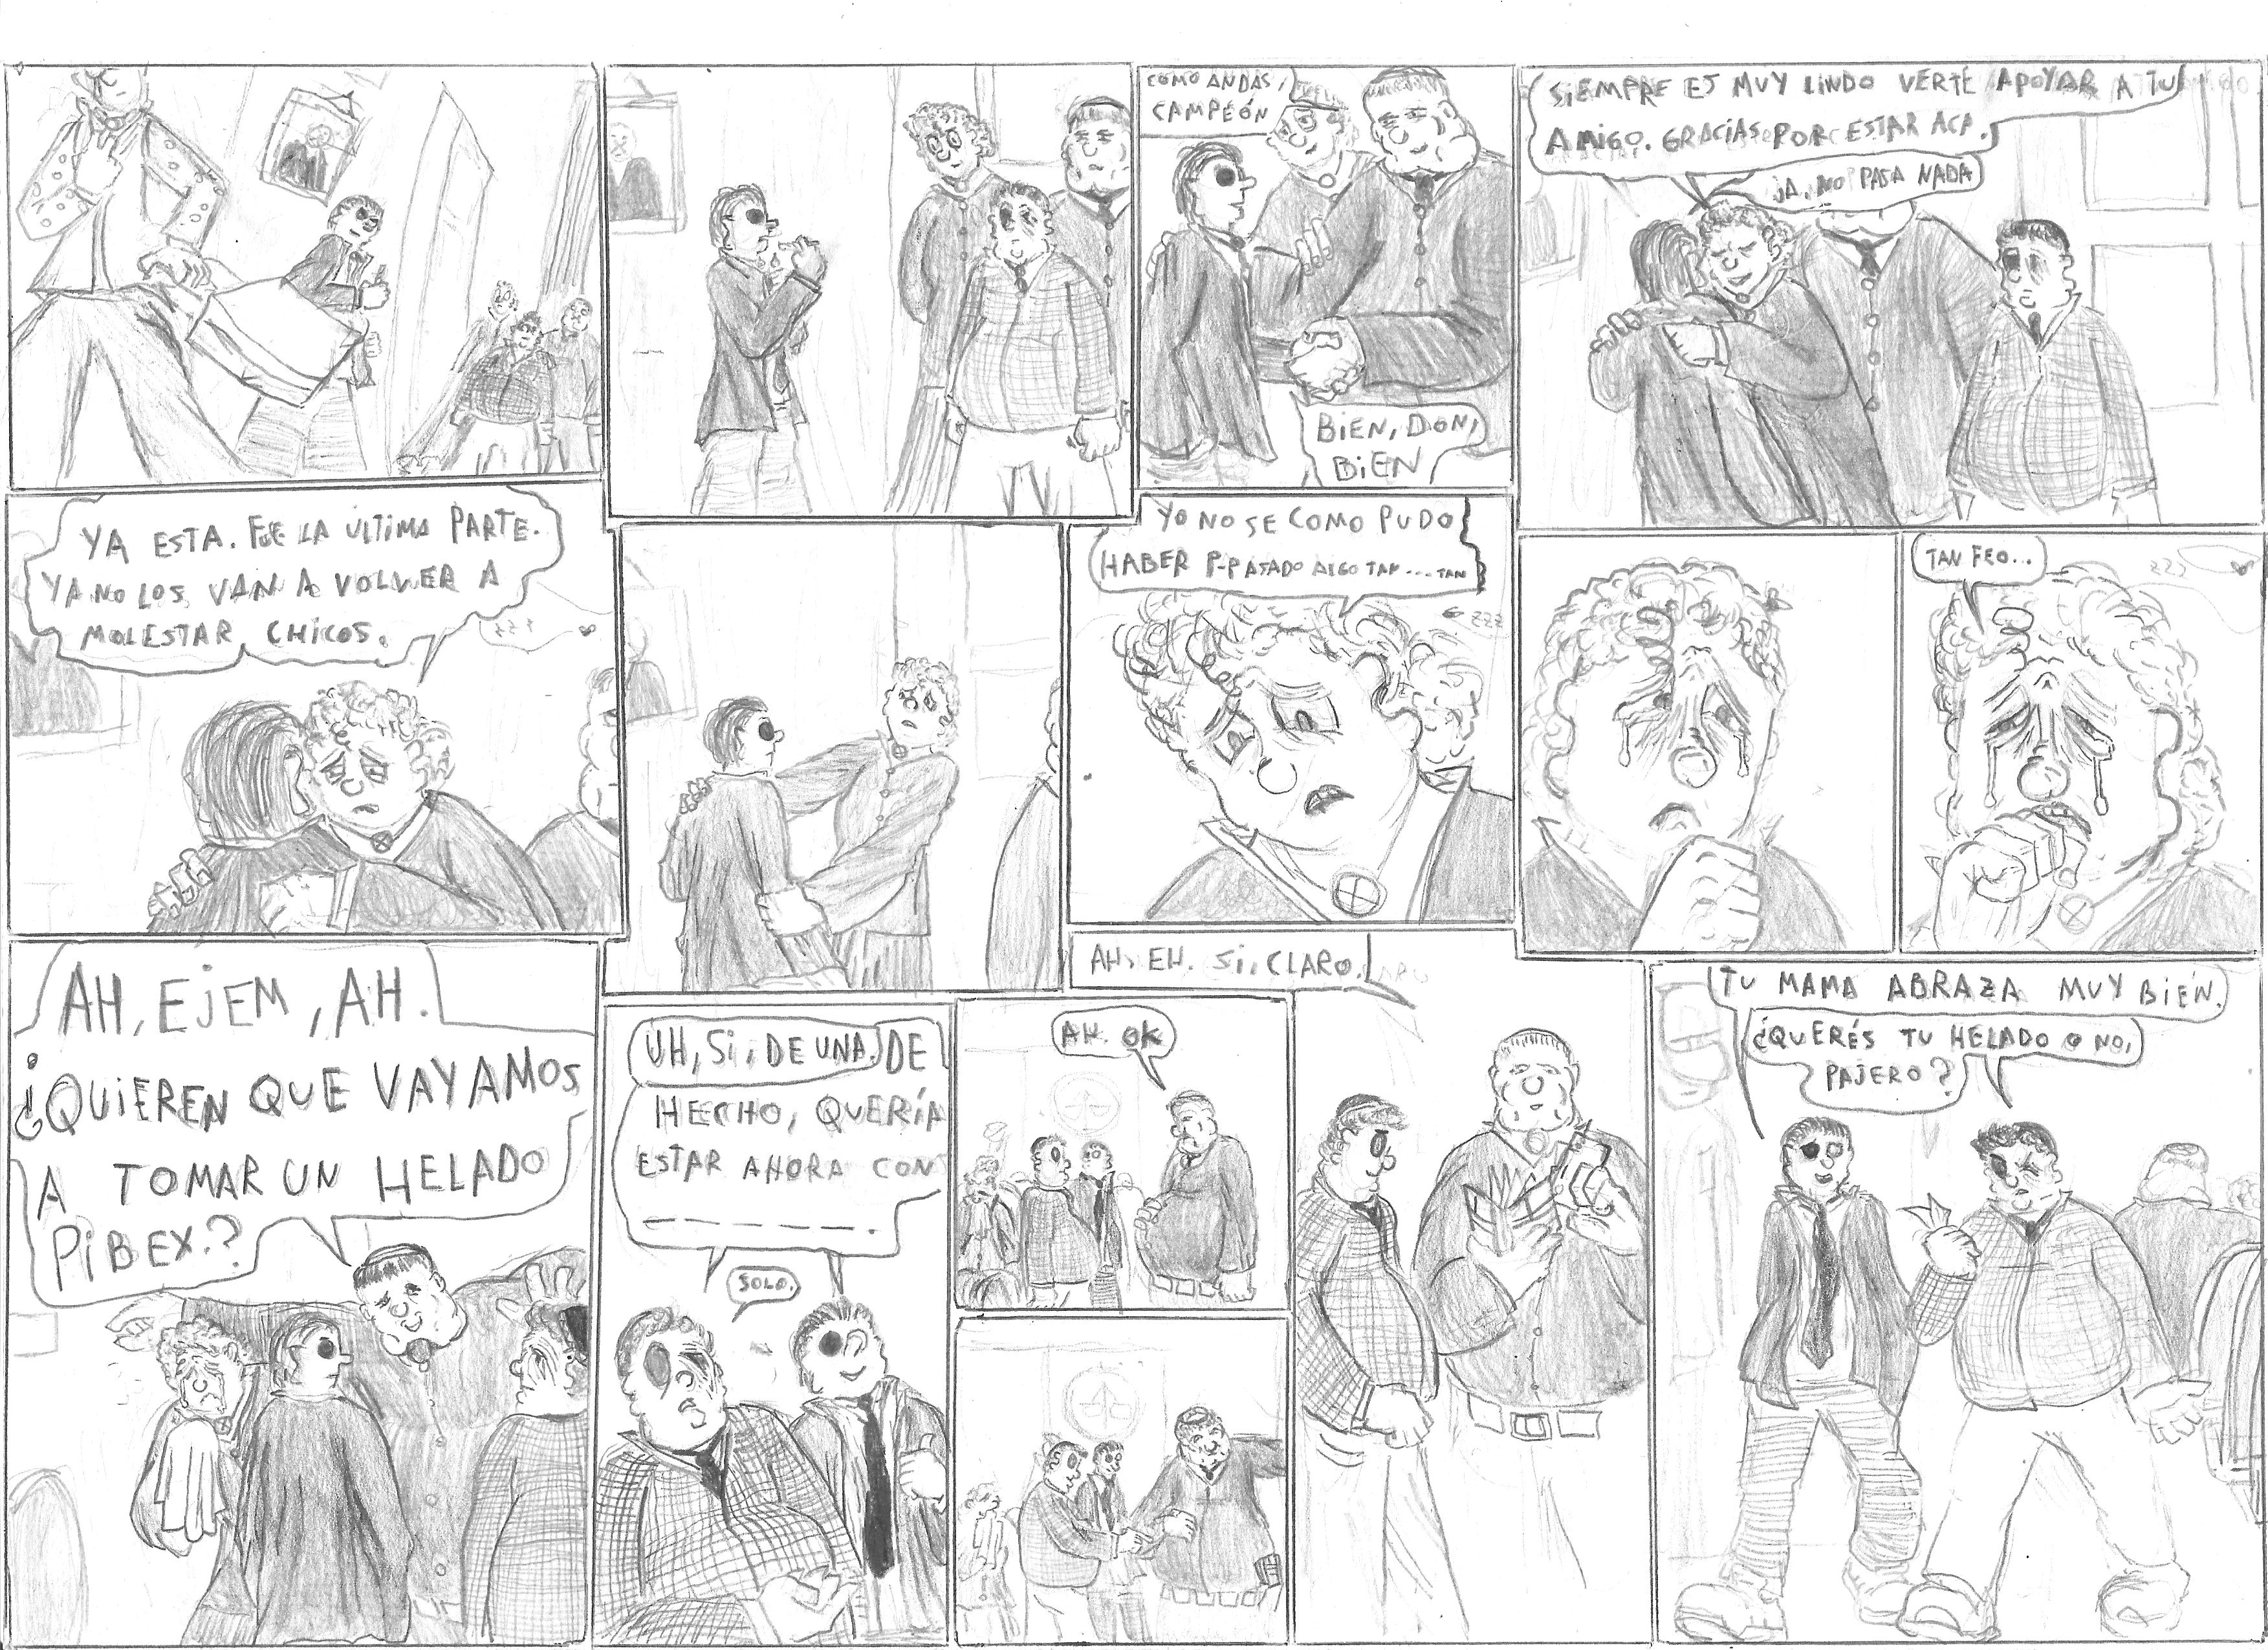 COMO ANDAS,
CAMPEÓN
BIEN, DON,
BIEN
SIEMPRE ES MUY LINDO VERTE APOYAR A TU
AMIGO. GRACIAS POR ESTAR ACA.
JA, NO PASA NADA
YA ESTA. FUE LA ÚLTIMA PARTE.
YA NO LOS VAN A VOLVER A
MOLESTAR, CHICOS.
YO NO SE COMO PUDO
HABER P-PASADO ALGO TAN... TAN
TAN FEO...
AH, EJEM, AH.
¿QUIEREN QUE VAYAMOS
A TOMAR UN HELADO
PIBEX?
UH, SI, DE UNA. DE
HECHO, QUERÍA
ESTAR AHORA CON
SOLO.
AH. OK
AH, EH. SI, CLARO.
TU MAMA ABRAZA MUY BIEN.
¿QUERÉS TU HELADO O NO,
PAJERO?